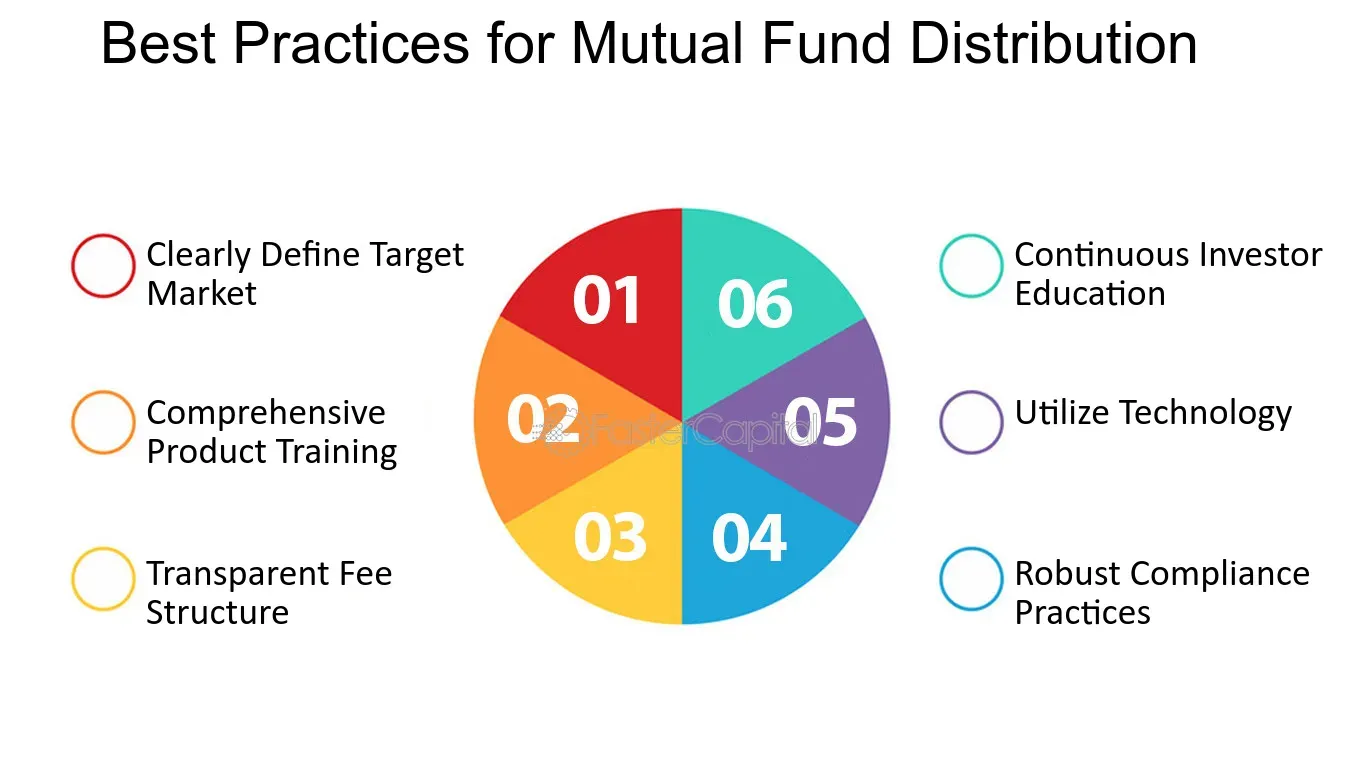 Best Practices for Mutual Fund Distribution
Clearly Define Target
Market
Comprehensive
Product Training
Transparent Fee
Structure
01
02
03
06
05
04
FasterCapital
Continuous Investor
Education
Utilize Technology
Robust Compliance
Practices